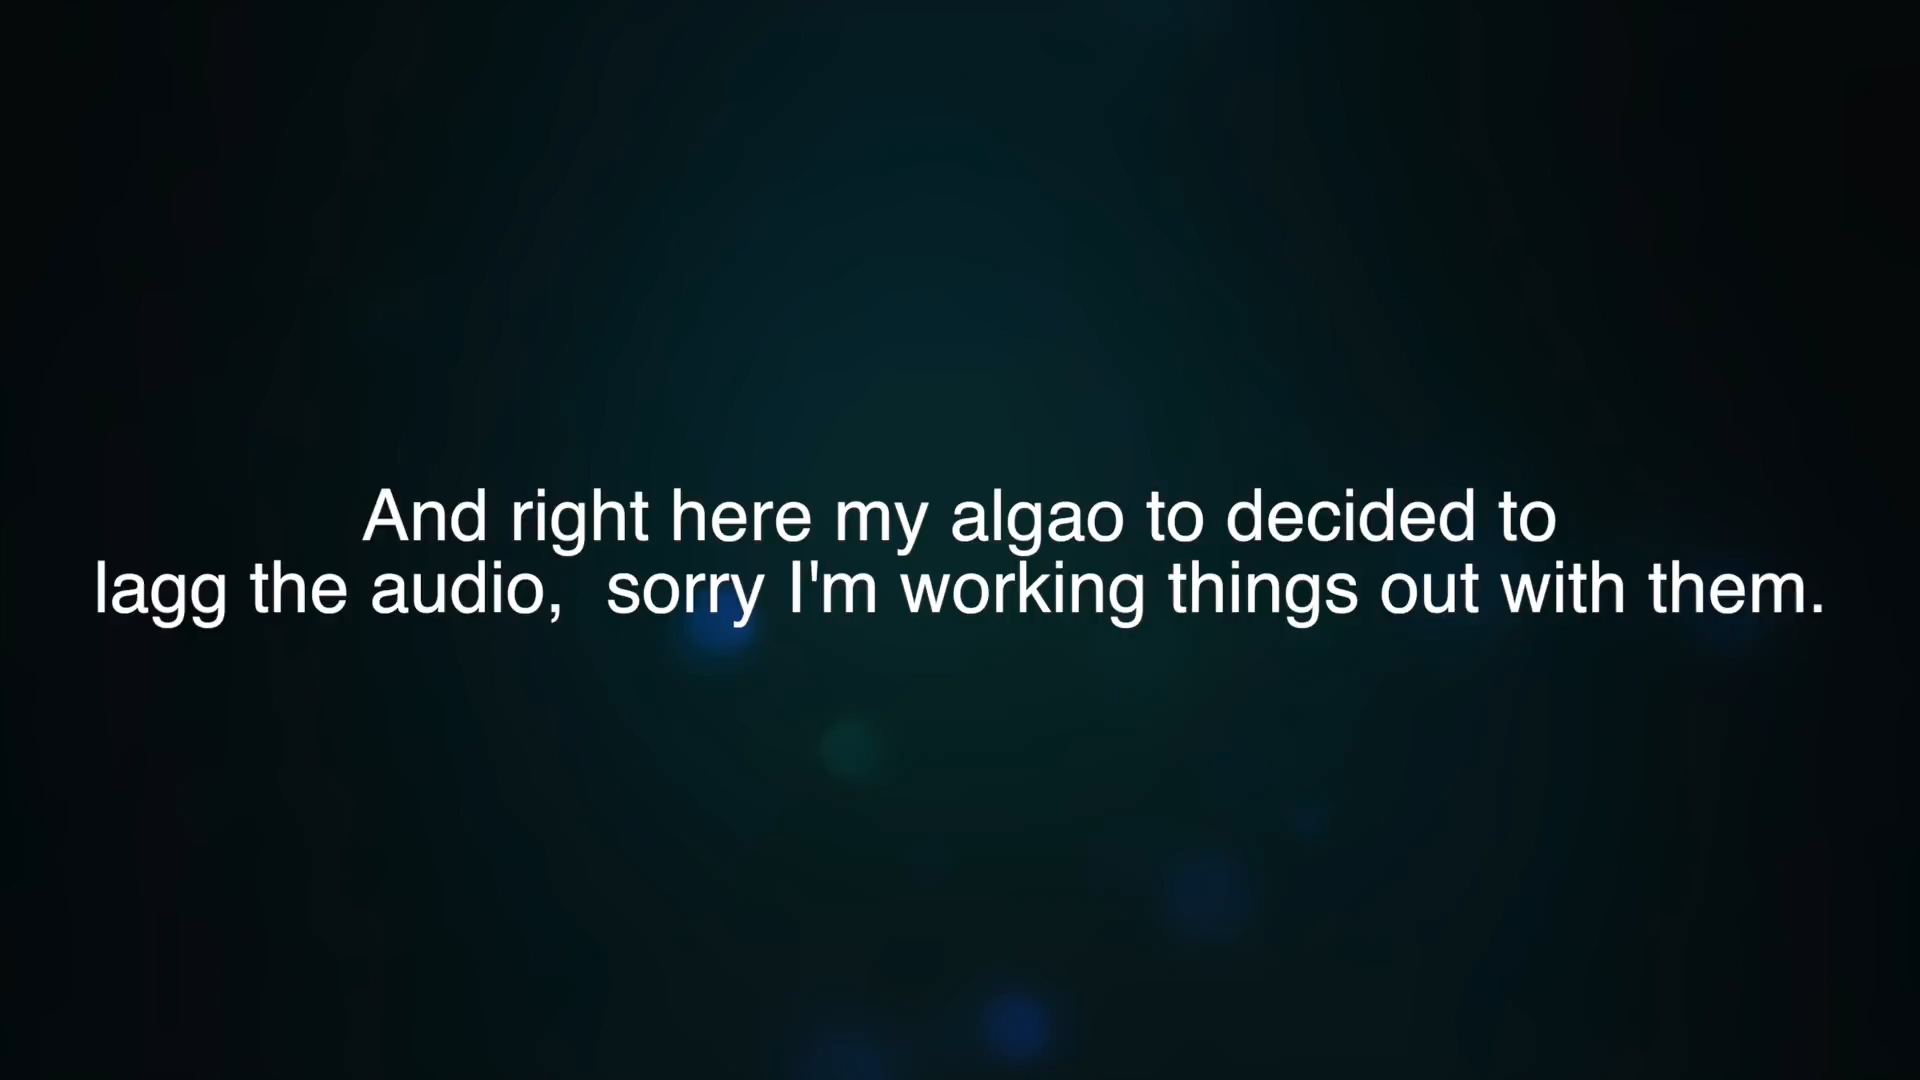 And right here my algao to decided to
lagg the audio,  sorry I'm working things out with them.